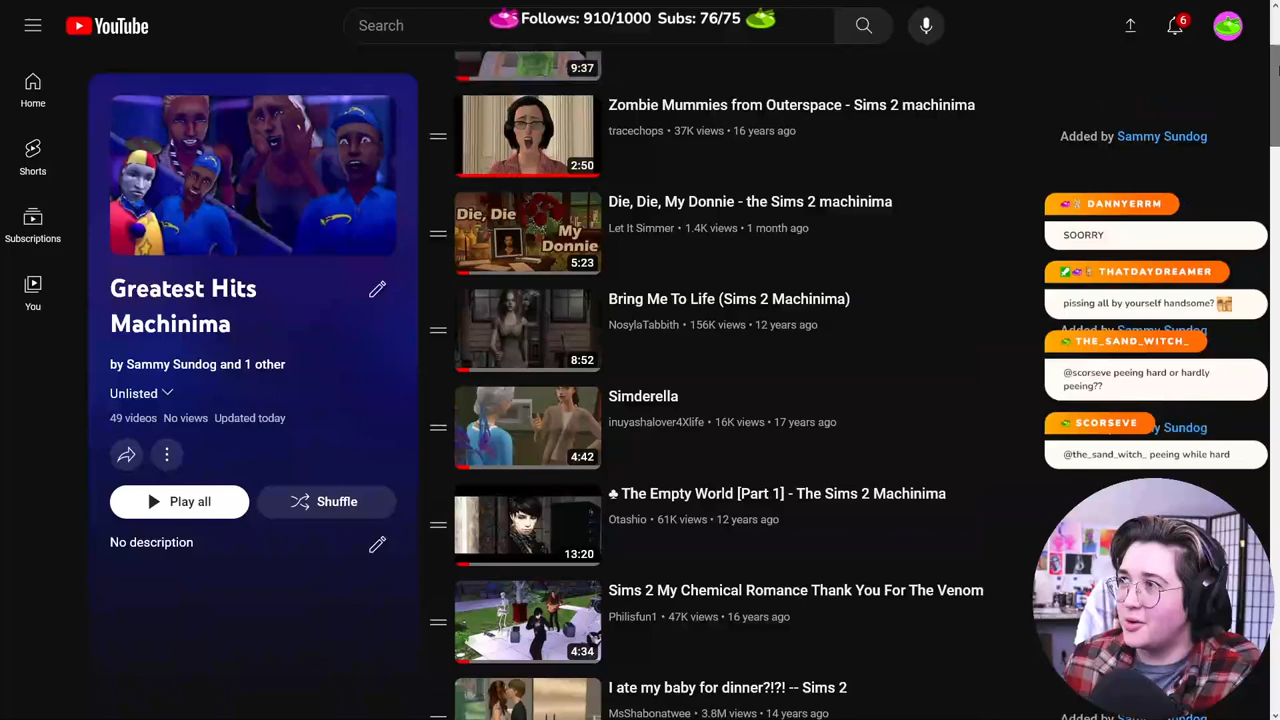 YouTube
Search
Follows: 910/1000 Subs: 76/75
6
Home
Shorts
Subscriptions
You
Greatest Hits
Machinima
by Sammy Sundog and 1 other
Unlisted
49 videos No views Updated today
Play all
Shuffle
No description
9:37
Zombie Mummies from Outerspace - Sims 2 machinima
tracechops • 37K views • 16 years ago
2:50
Added by Sammy Sundog
Die, Die
My
Donnie
5:23
Die, Die, My Donnie - the Sims 2 machinima
Let It Simmer • 1.4K views • 1 month ago
Bring Me To Life (Sims 2 Machinima)
NosylaTabbith • 156K views • 12 years ago
8:52
Added by Sammy Sundog
Simderella
inuyashalover4Xlife • 16K views • 17 years ago
4:42
♣ The Empty World [Part 1] - The Sims 2 Machinima
Otashio • 61K views • 12 years ago
13:20
Sims 2 My Chemical Romance Thank You For The Venom
Philisfun1 • 47K views • 16 years ago
4:34
I ate my baby for dinner?!?! -- Sims 2
MsShabonatwee • 3.8M views • 14 years ago
DANNYERRM
SOORRY
THATDAYDREAMER
pissing all by yourself handsome?
THE_SAND_WITCH_
@scorseve peeing hard or hardly
peeing??
SCORSEVE
y Sundog
@the_sand_witch_ peeing while hard